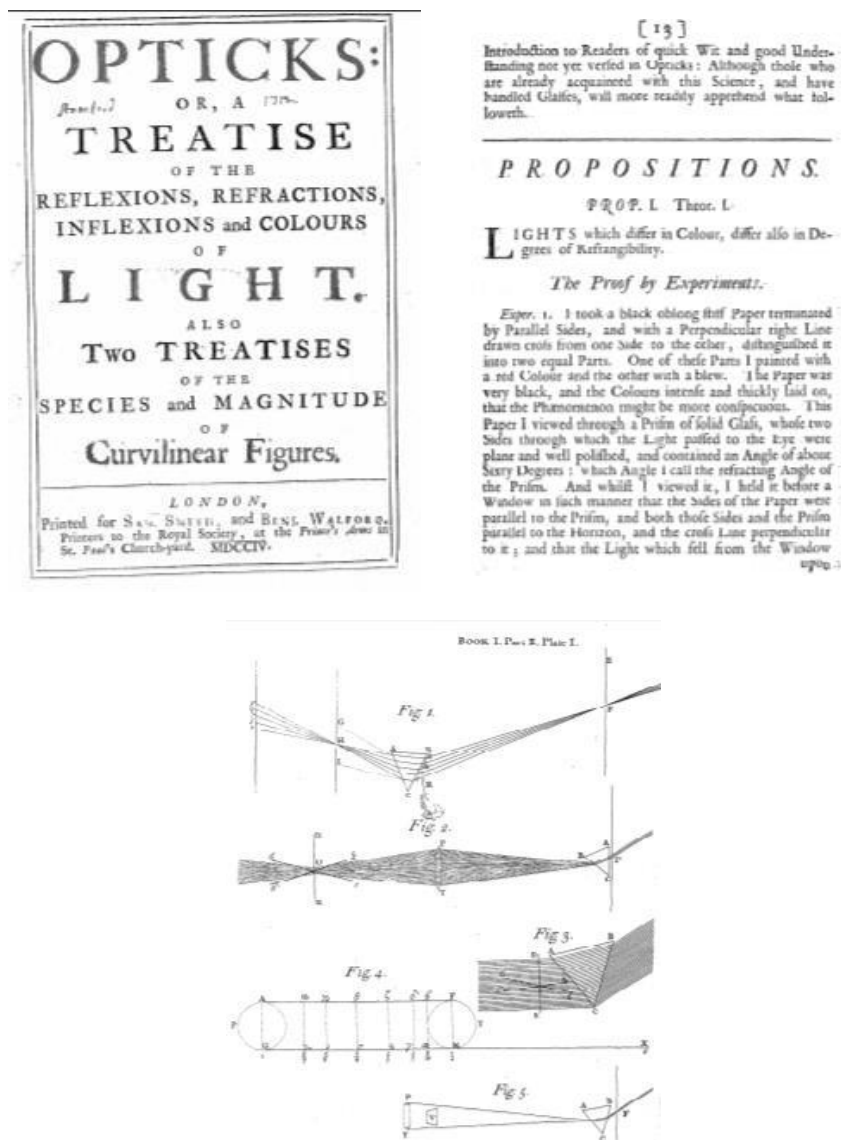 OPTICKS:
OR, A
TREATISE
OF THE
REFLEXIONS, REFRACTIONS,
INFLEXIONS and COLOURS
OF
LIGHT.
ALSO
Two TREATISES
OF THE
SPECIES and MAGNITUDE
OF
Curvilinear Figures.
LONDON,
Printed for SAM. SMITH, and BENJ. WALFORD,
Printers to the Royal Society, at the Prince's Arms in
St. Paul's Church-yard. MDCCIV.
[ 13 ]
Introduction to Readers of quick Wit and good Under-
ſtanding not yet verſed in Opticks: Although thoſe who
are already acquainted with this Science, and have
handled Glaſſes, will more readily apprehend what fol-
loweth.
PROPOSITIONS.
PROP. I. Theor. I.
LIGHTS which differ in Colour, differ alſo in De-
grees of Refrangibility.
The Proof by Experiments.
Exper. 1. I took a black oblong ſtiff Paper terminated
by Parallel Sides, and with a Perpendicular right Line
drawn croſs from one Side to the other, diſtinguiſhed it
into two equal Parts. One of theſe Parts I painted with
a red Colour and the other with a blew. The Paper was
very black, and the Colours intenſe and thickly laid on,
that the Phænomenon might be more conſpicuous. This
Paper I viewed through a Priſm of ſolid Glaſs, whoſe two
Sides through which the Light paſſed to the Eye were
plane and well poliſhed, and contained an Angle of about
Sixty Degrees: which Angle I call the refracting Angle of
the Priſm. And whilſt I viewed it, I held it before a
Window in ſuch manner that the Sides of the Paper were
parallel to the Priſm, and both thoſe Sides and the Priſm
parallel to the Horizon, and the croſs Line perpendicular
to it; and that the Light which fell from the Window
upon
BOOK I. Part II. Plate I.
Fig. 1.
Fig. 2.
Fig. 3.
Fig. 4.
Fig. 5.